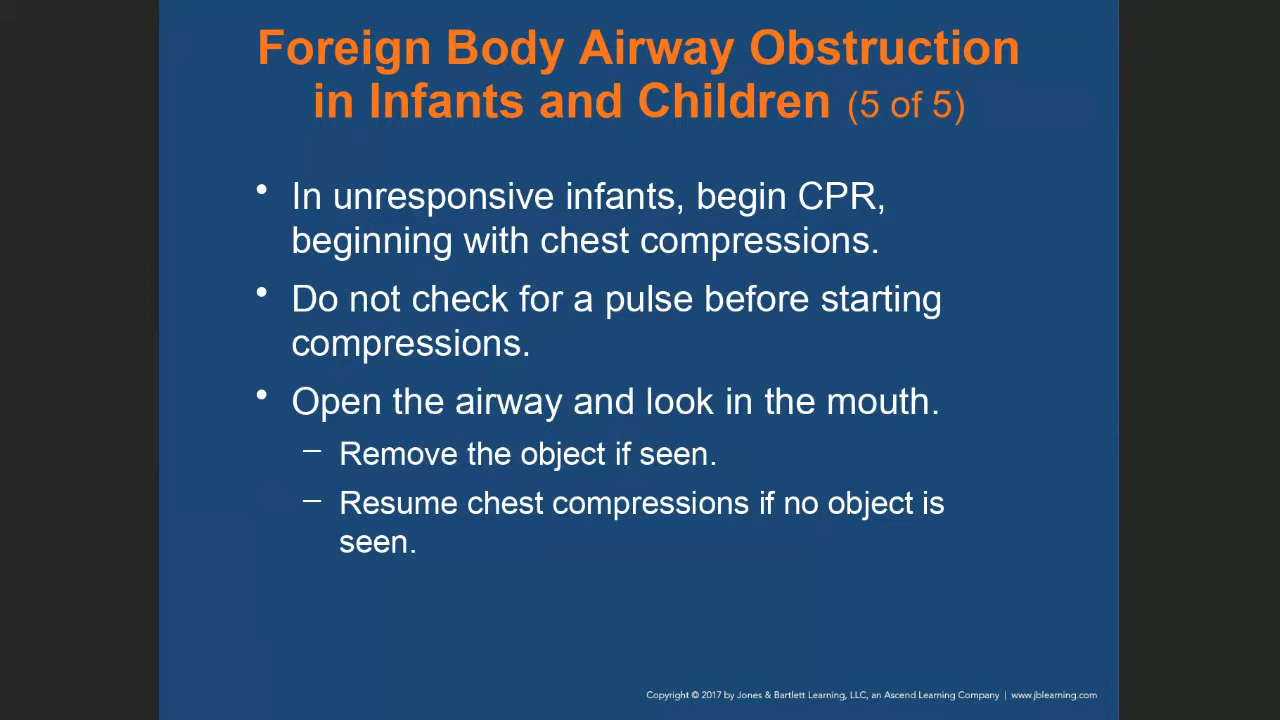 Foreign Body Airway Obstruction
in Infants and Children (5 of 5)
• In unresponsive infants, begin CPR,
beginning with chest compressions.
• Do not check for a pulse before starting
compressions.
• Open the airway and look in the mouth.
– Remove the object if seen.
– Resume chest compressions if no object is
seen.
Copyright © 2017 by Jones & Bartlett Learning, LLC, an Ascend Learning Company | www.jblearning.com